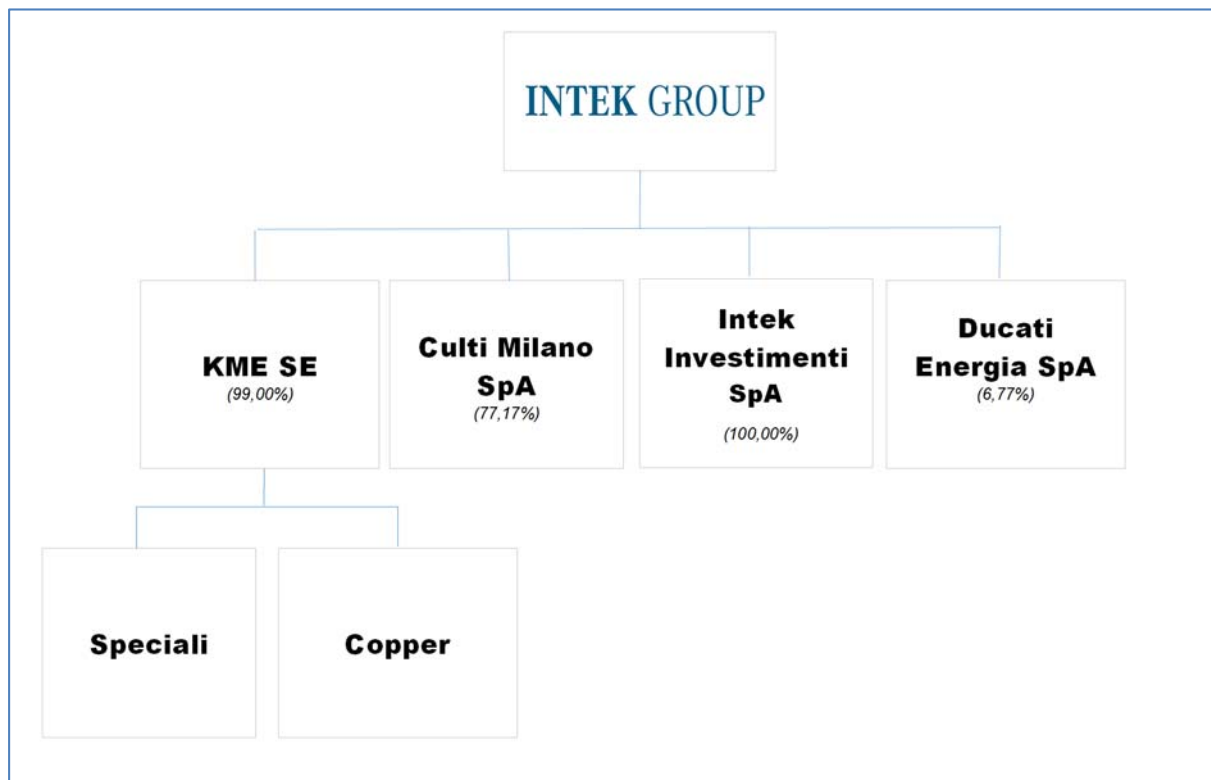 INTEK GROUP
KME SE
(99,00%)
Culti Milano
SpA
(77,17%)
Intek
Investimenti
SpA
(100,00%)
Ducati
Energia SpA
(6,77%)
Speciali
Copper